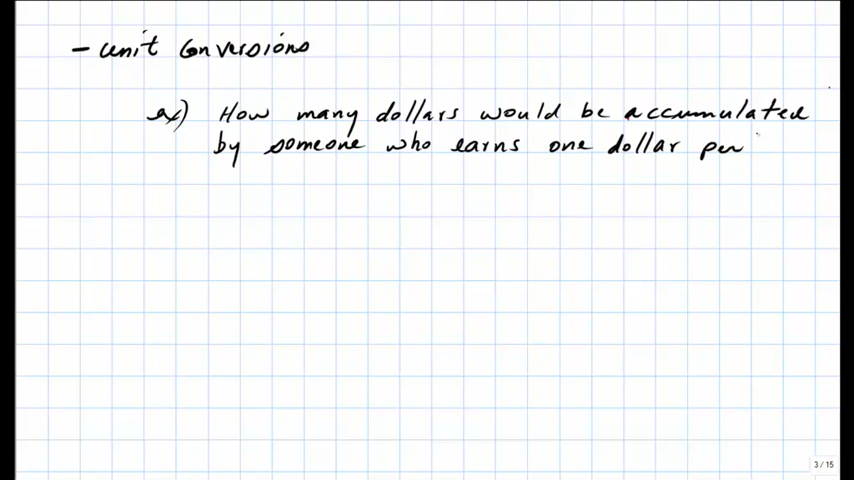 - unit conversions
ex) How many dollars would be accumulated
by someone who earns one dollar per
3 / 15